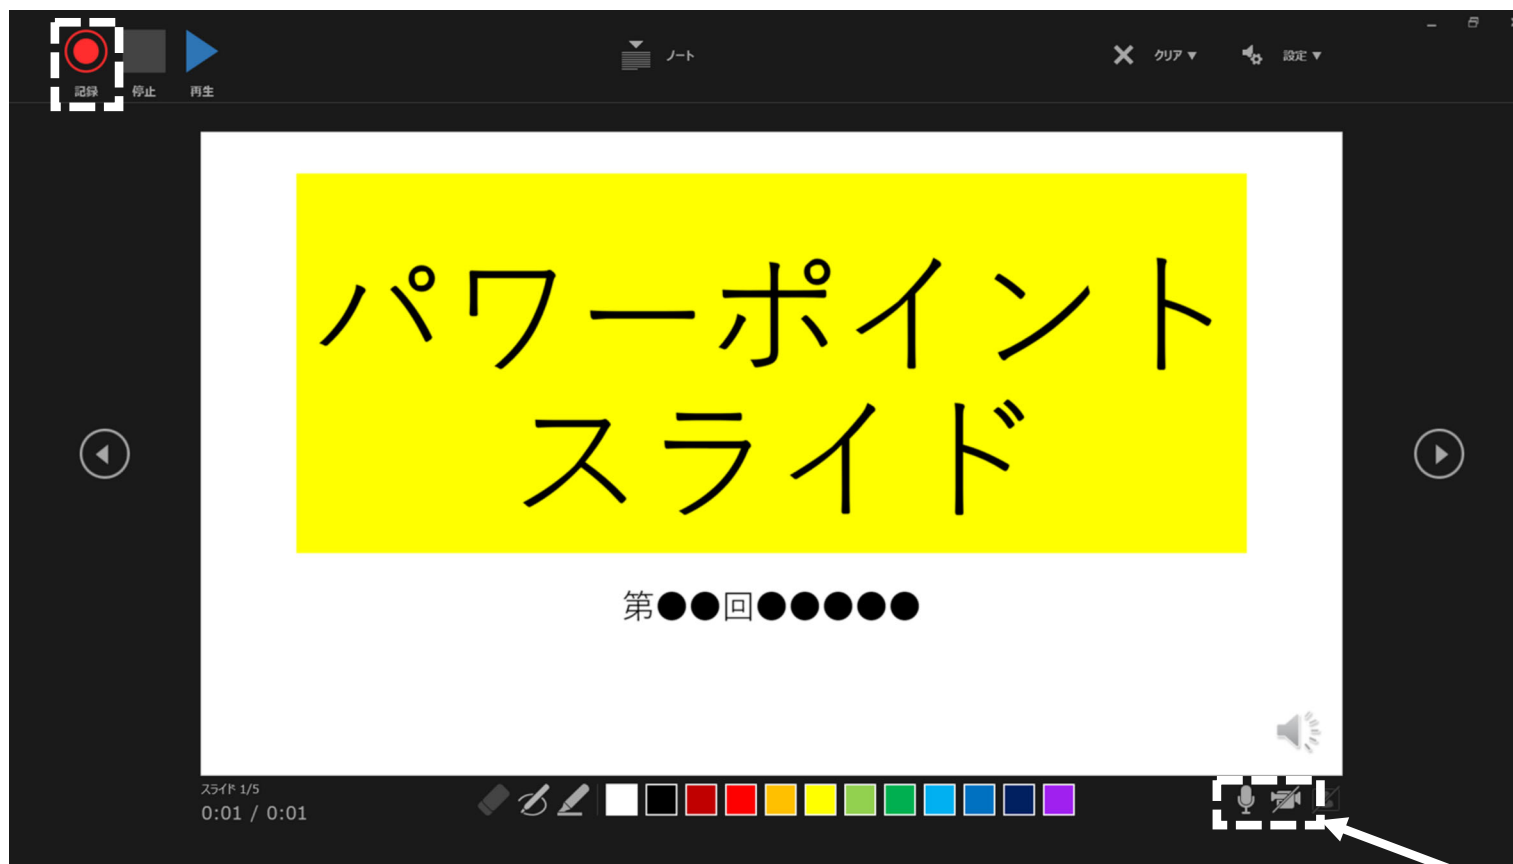 記録 停止 再生
ノート
クリア▼ 設定▼
パワーポイント
スライド
第●●回●●●●●
スライド 1/5
0:01 / 0:01